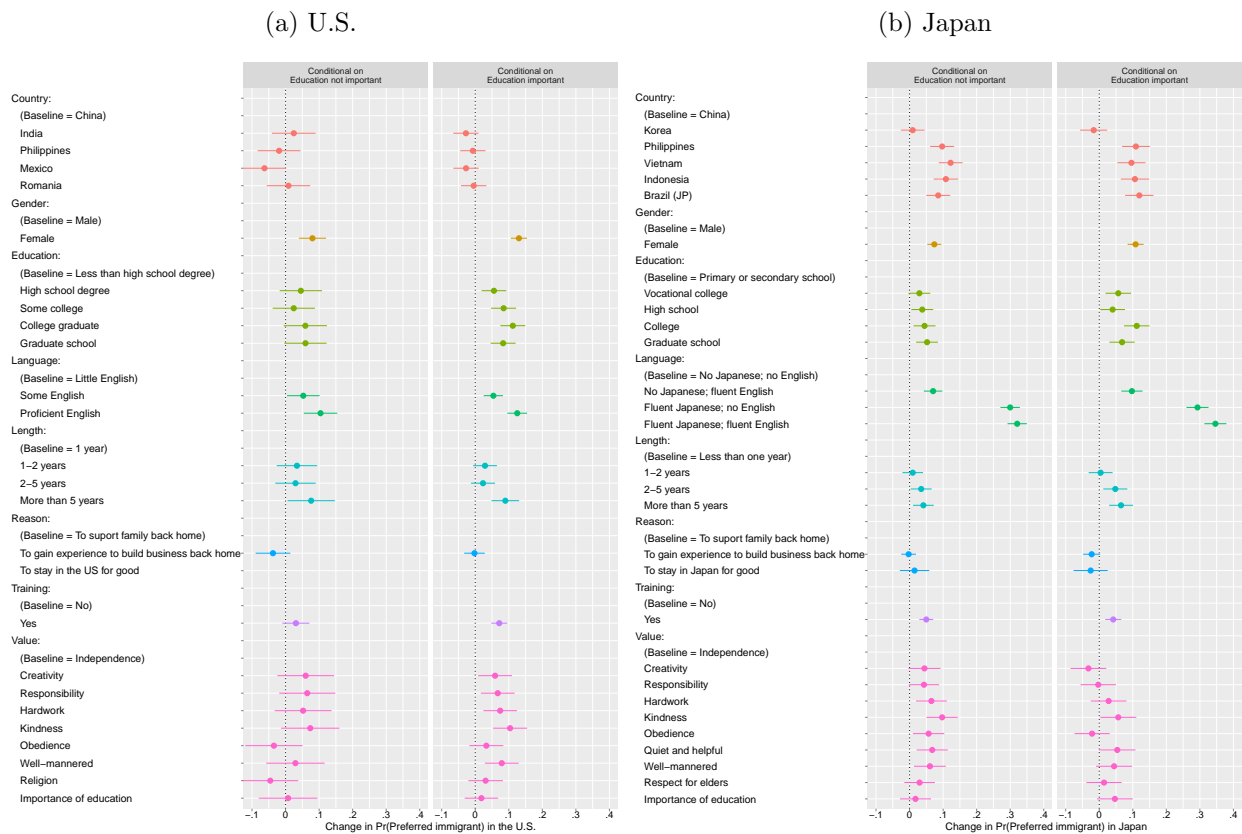 (a) U.S.
Conditional on
Education not important
Conditional on
Education important
Country:
(Baseline = China)
India
Philippines
Mexico
Romania
Gender:
(Baseline = Male)
Female
Education:
(Baseline = Less than high school degree)
High school degree
Some college
College graduate
Graduate school
Language:
(Baseline = Little English)
Some English
Proficient English
Length:
(Baseline = 1 year)
1−2 years
2−5 years
More than 5 years
Reason:
(Baseline = To suport family back home)
To gain experience to build business back home
To stay in the US for good
Training:
(Baseline = No)
Yes
Value:
(Baseline = Independence)
Creativity
Responsibility
Hardwork
Kindness
Obedience
Well−mannered
Religion
Importance of education
−.1 0 .1 .2 .3 .4 −.1 0 .1 .2 .3 .4
Change in Pr(Preferred immigrant) in the U.S.
(b) Japan
Conditional on
Education not important
Conditional on
Education important
Country:
(Baseline = China)
Korea
Philippines
Vietnam
Indonesia
Brazil (JP)
Gender:
(Baseline = Male)
Female
Education:
(Baseline = Primary or secondary school)
Vocational college
High school
College
Graduate school
Language:
(Baseline = No Japanese; no English)
No Japanese; fluent English
Fluent Japanese; no English
Fluent Japanese; fluent English
Length:
(Baseline = Less than one year)
1−2 years
2−5 years
More than 5 years
Reason:
(Baseline = To suport family back home)
To gain experience to build business back home
To stay in Japan for good
Training:
(Baseline = No)
Yes
Value:
(Baseline = Independence)
Creativity
Responsibility
Hardwork
Kindness
Obedience
Quiet and helpful
Well−mannered
Respect for elders
Importance of education
−.1 0 .1 .2 .3 .4 −.1 0 .1 .2 .3 .4
Change in Pr(Preferred immigrant) in Japan